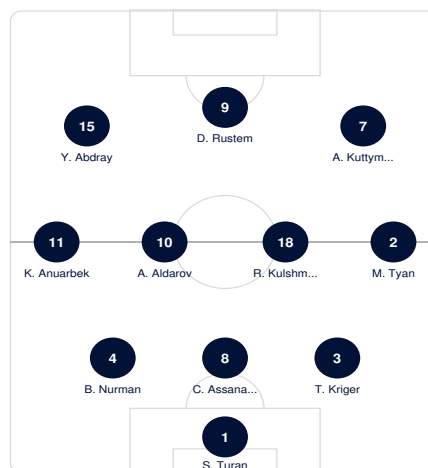 9
15
7
D. Rustem
Y. Abdray
A. Kuttym...
11
10
18
2
K. Anuarbek
A. Aldarov
R. Kulshm...
M. Tyan
4
8
3
B. Nurman
C. Assana...
T. Kriger
1
S. Turan